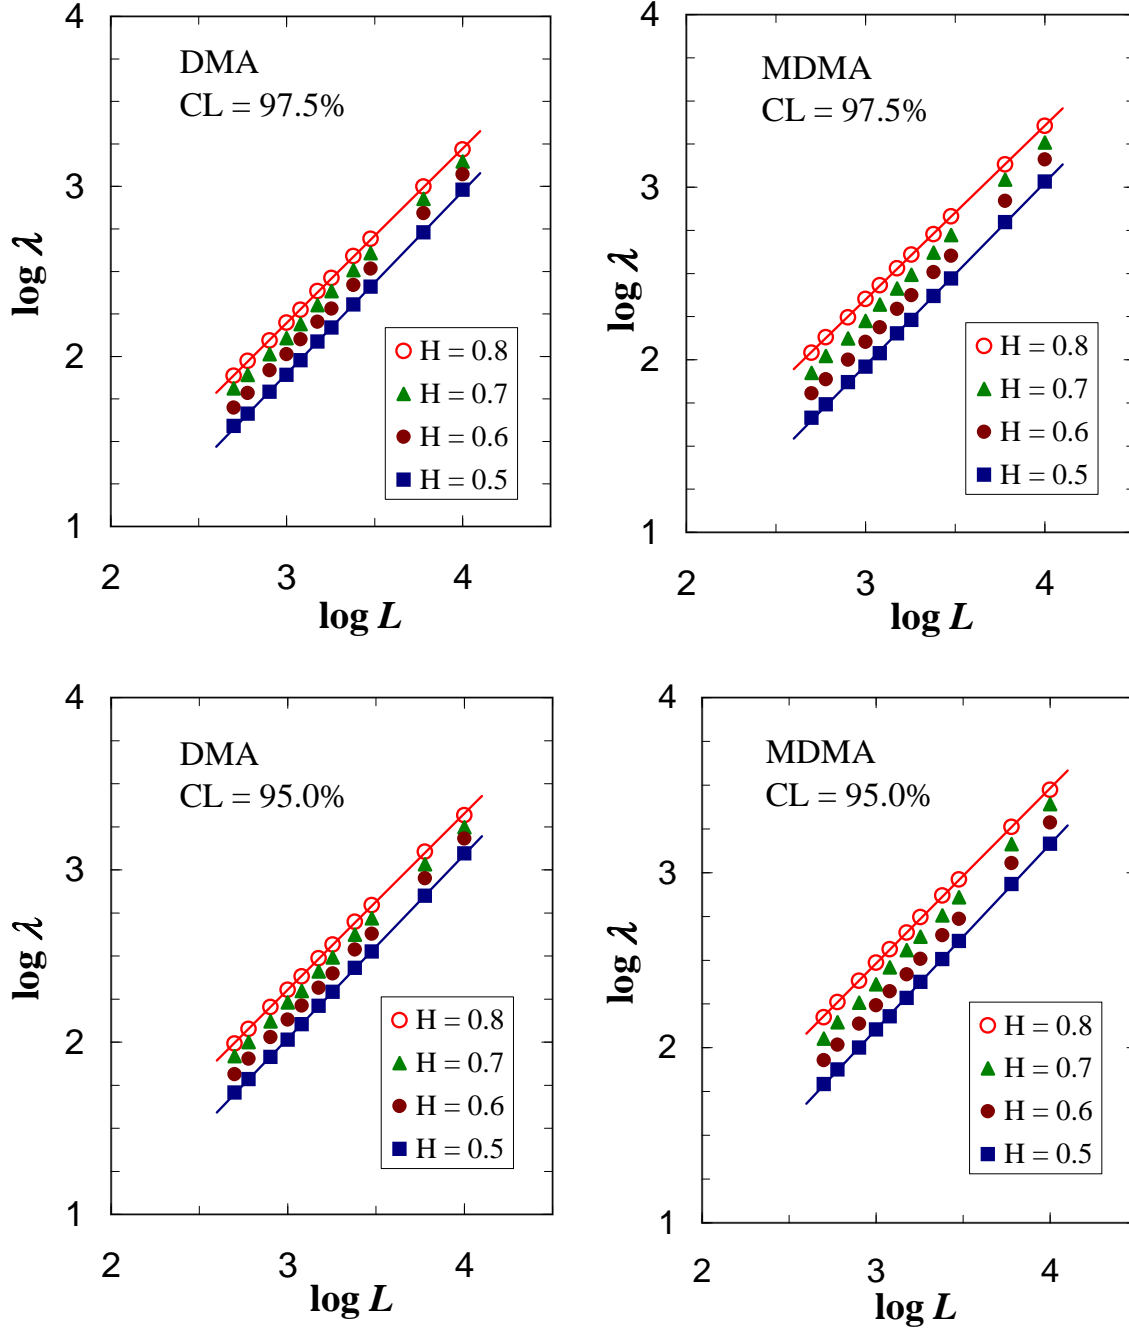 DMA
CL = 97.5%
4
3
2
1
log λ
H = 0.8
H = 0.7
H = 0.6
H = 0.5
2
3
4
log L
MDMA
CL = 97.5%
4
3
2
1
log λ
H = 0.8
H = 0.7
H = 0.6
H = 0.5
2
3
4
log L
DMA
CL = 95.0%
4
3
2
1
log λ
H = 0.8
H = 0.7
H = 0.6
H = 0.5
2
3
4
log L
MDMA
CL = 95.0%
4
3
2
1
log λ
H = 0.8
H = 0.7
H = 0.6
H = 0.5
2
3
4
log L